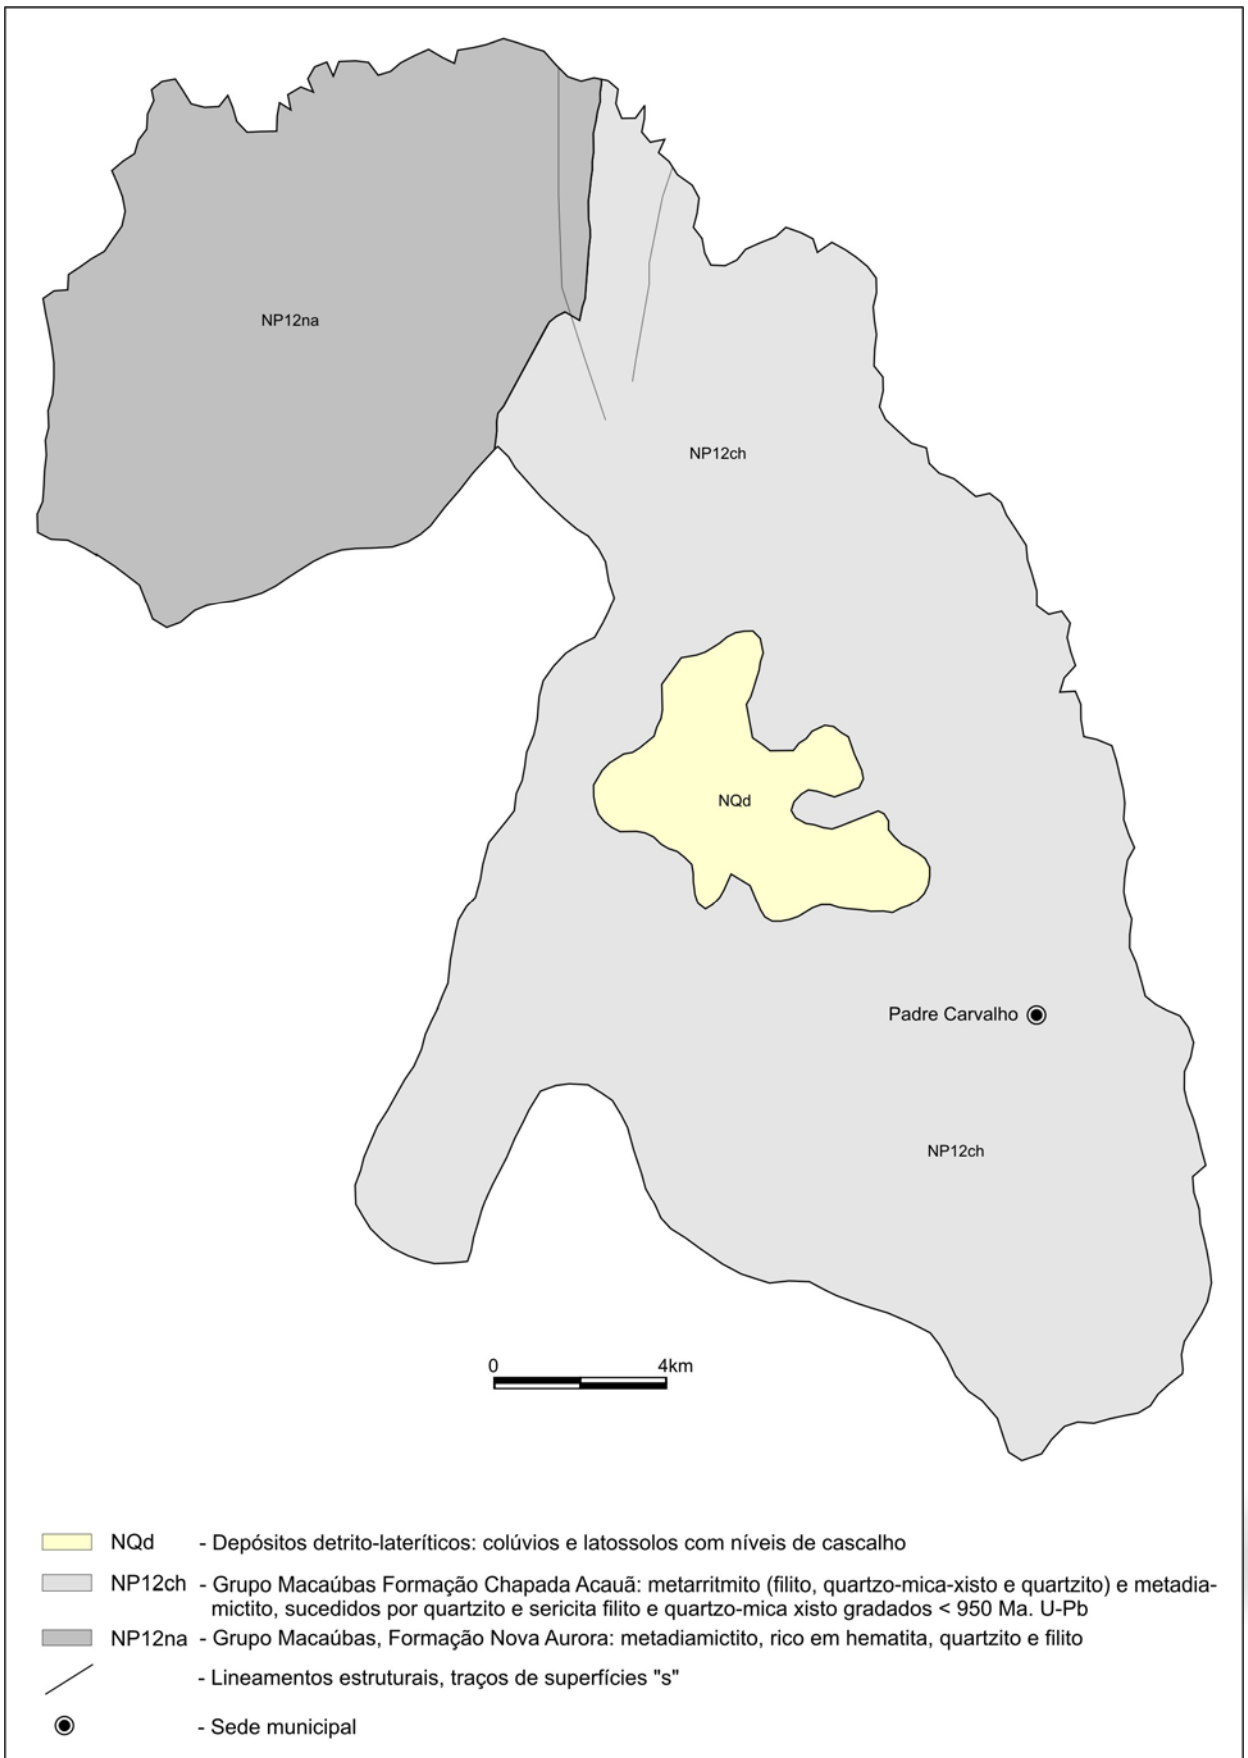 NP12na
NP12ch
NQd
Padre Carvalho
NP12ch
0 4km
NQd - Depósitos detrito-lateríticos: colúvios e latossolos com níveis de cascalho
NP12ch - Grupo Macaúbas Formação Chapada Acauã: metarritmito (filito, quartzo-mica-xisto e quartzito) e metadia-
mictito, sucedidos por quartzito e sericita filito e quartzo-mica xisto gradados < 950 Ma. U-Pb
NP12na - Grupo Macaúbas, Formação Nova Aurora: metadiamictito, rico em hematita, quartzito e filito
- Lineamentos estruturais, traços de superfícies "s"
- Sede municipal